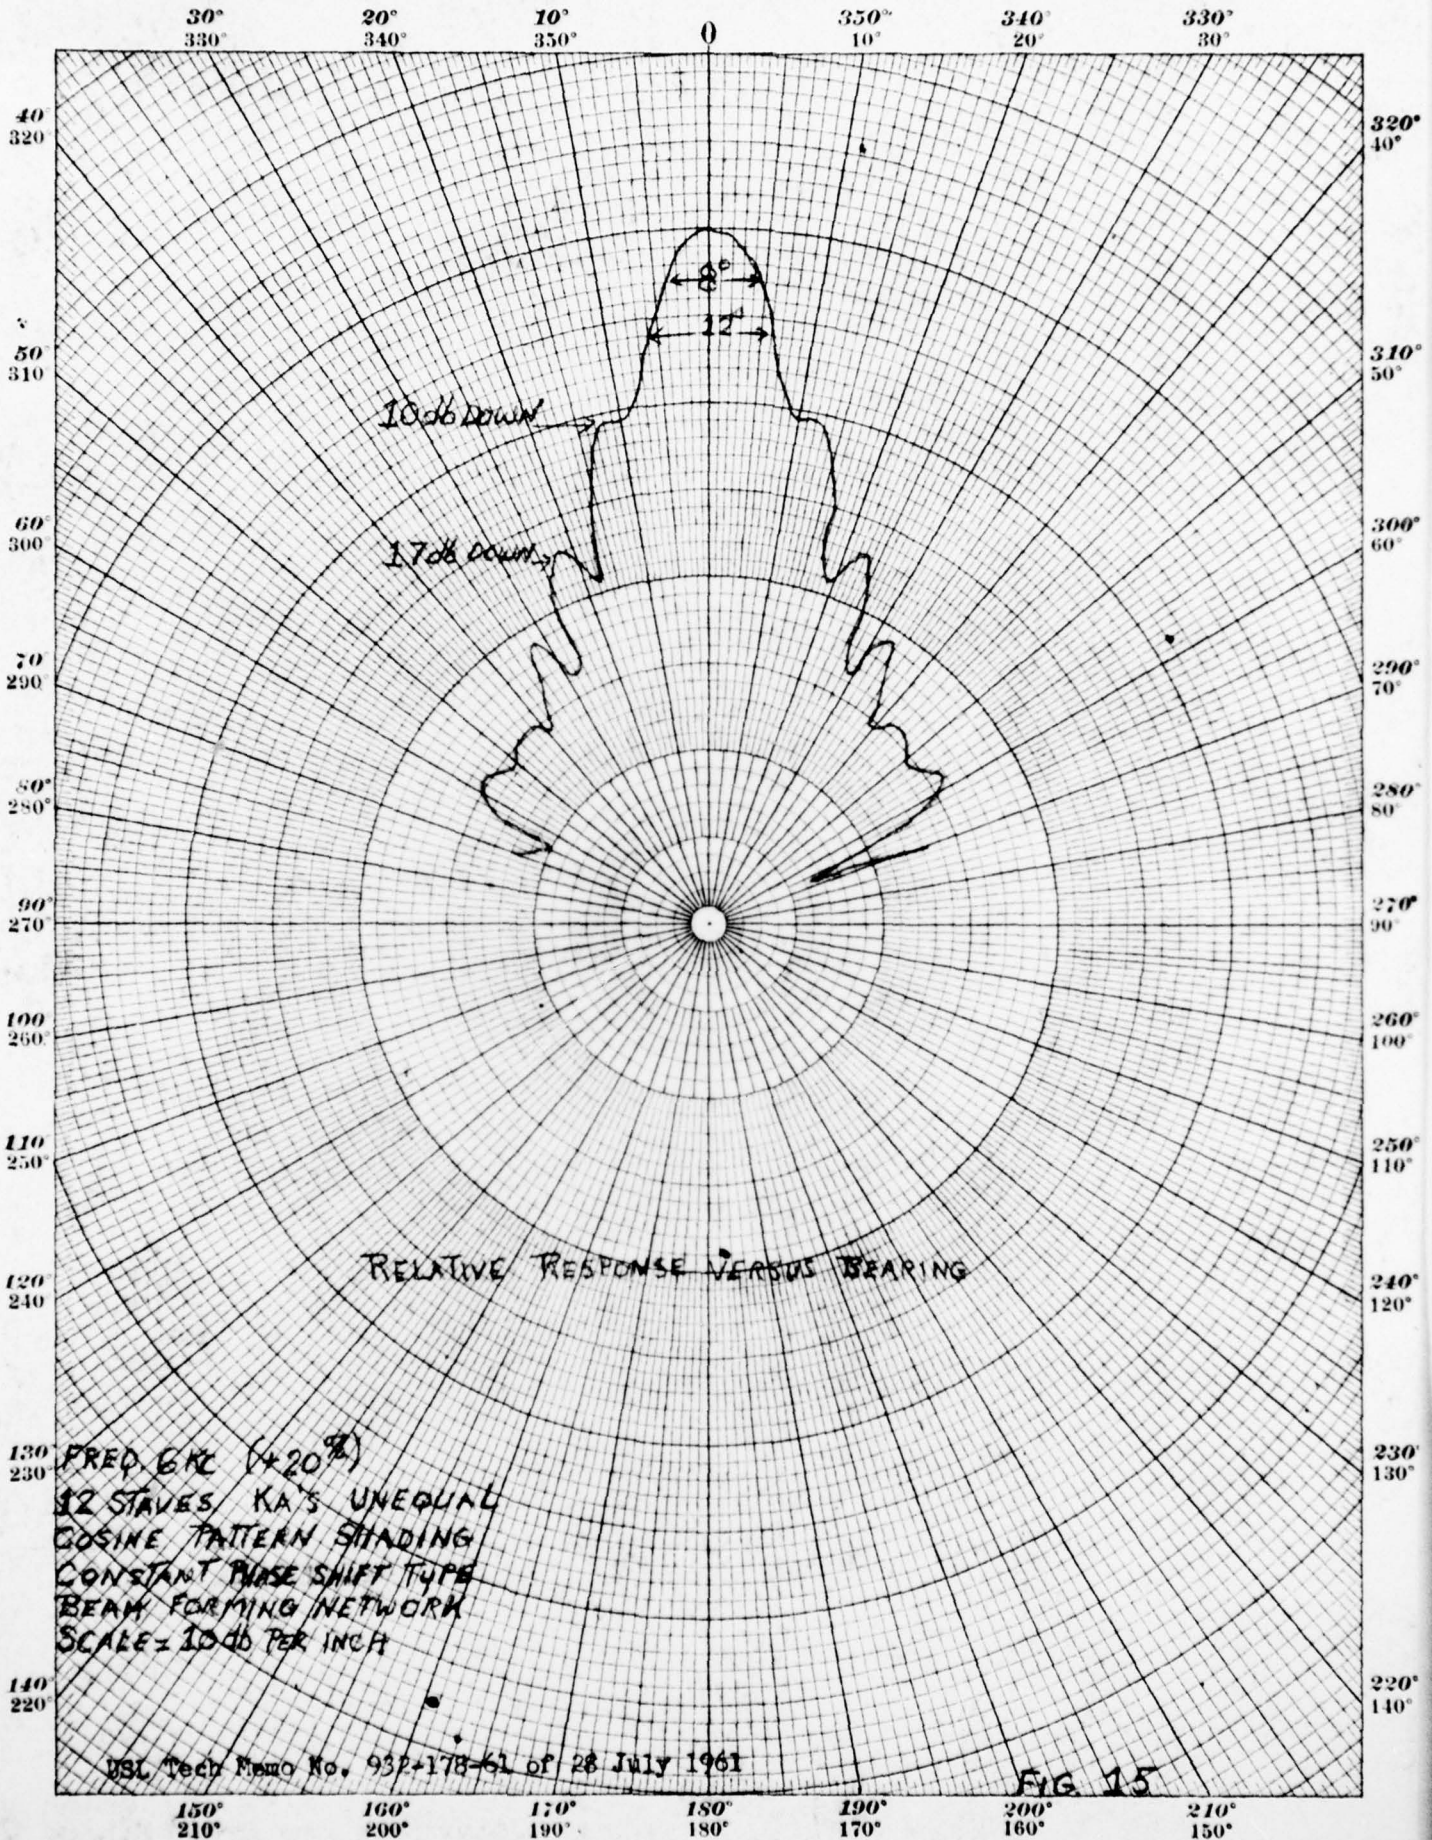 30° 20° 10° 0 350° 340° 330°
330° 340° 350° 10° 20° 30°
40° 320°
320° 40°
50° 310°
310 50°
60° 300°
300° 60°
70° 290°
290° 70°
80° 280°
280° 80°
90° 270°
270° 90°
100 260°
260° 100°
110 250°
250° 110°
120° 240°
240 120°
130 230°
230° 130°
140° 220°
220° 140°
8°
12°
10 db DOWN
17 db DOWN
RELATIVE RESPONSE VERSUS BEARING
FREQ. 6 KC (+20%)
12 STAVES KA'S UNEQUAL
COSINE PATTERN SHADING
CONSTANT PHASE SHIFT TYPE
BEAM FORMING NETWORK
SCALE = 10 db PER INCH
USL Tech Memo No. 932-178-61 of 28 July 1961
FIG 15
150° 160° 170° 180° 190° 200° 210°
210° 200° 190° 180° 170° 160° 150°